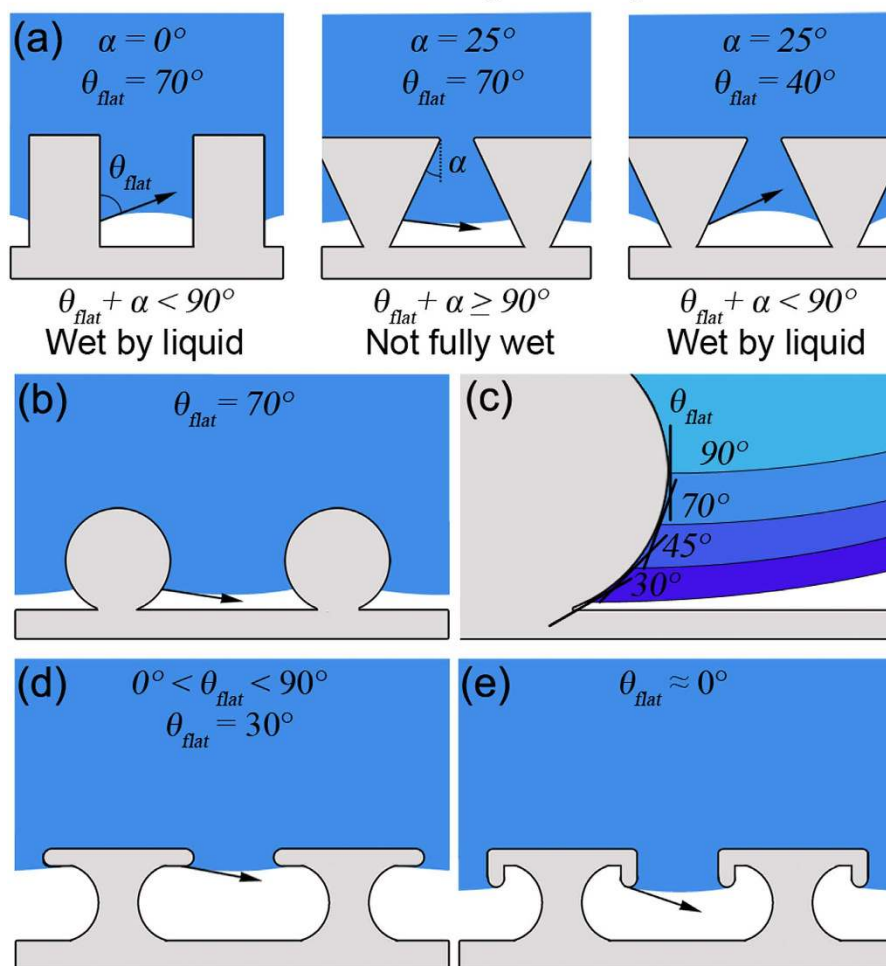 (a)
α = 0°
θflat = 70°
θflat
α = 25°
θflat = 70°
α
α = 25°
θflat = 40°
θflat + α < 90°
Wet by liquid
θflat + α ≥ 90°
Not fully wet
θflat + α < 90°
Wet by liquid
(b)
θflat = 70°
(c)
θflat
90°
70°
45°
30°
(d)
0° < θflat < 90°
θflat = 30°
(e)
θflat ≈ 0°